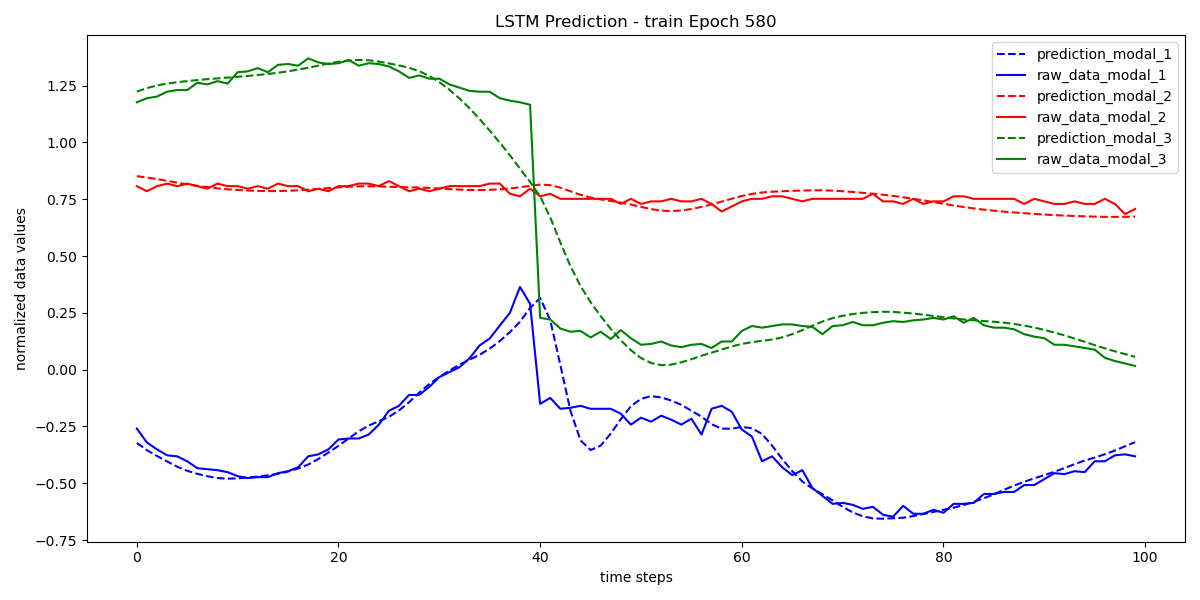 LSTM Prediction - train Epoch 580
prediction_modal_1
raw_data_modal_1
prediction_modal_2
raw_data_modal_2
prediction_modal_3
raw_data_modal_3
normalized data values
1.25
1.00
0.75
0.50
0.25
0.00
−0.25
−0.50
−0.75
0 20 40 60 80 100
time steps